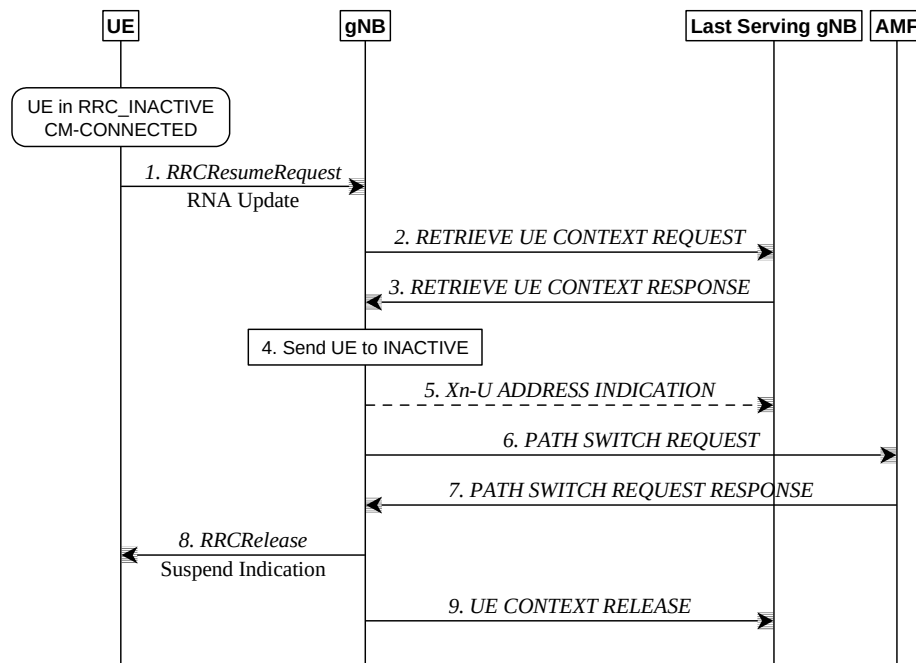 UE
gNB
Last Serving gNB
AMF
UE in RRC_INACTIVE
CM-CONNECTED
1. RRCResumeRequest
RNA Update
2. RETRIEVE UE CONTEXT REQUEST
3. RETRIEVE UE CONTEXT RESPONSE
4. Send UE to INACTIVE
5. Xn-U ADDRESS INDICATION
6. PATH SWITCH REQUEST
7. PATH SWITCH REQUEST RESPONSE
8. RRCRelease
Suspend Indication
9. UE CONTEXT RELEASE